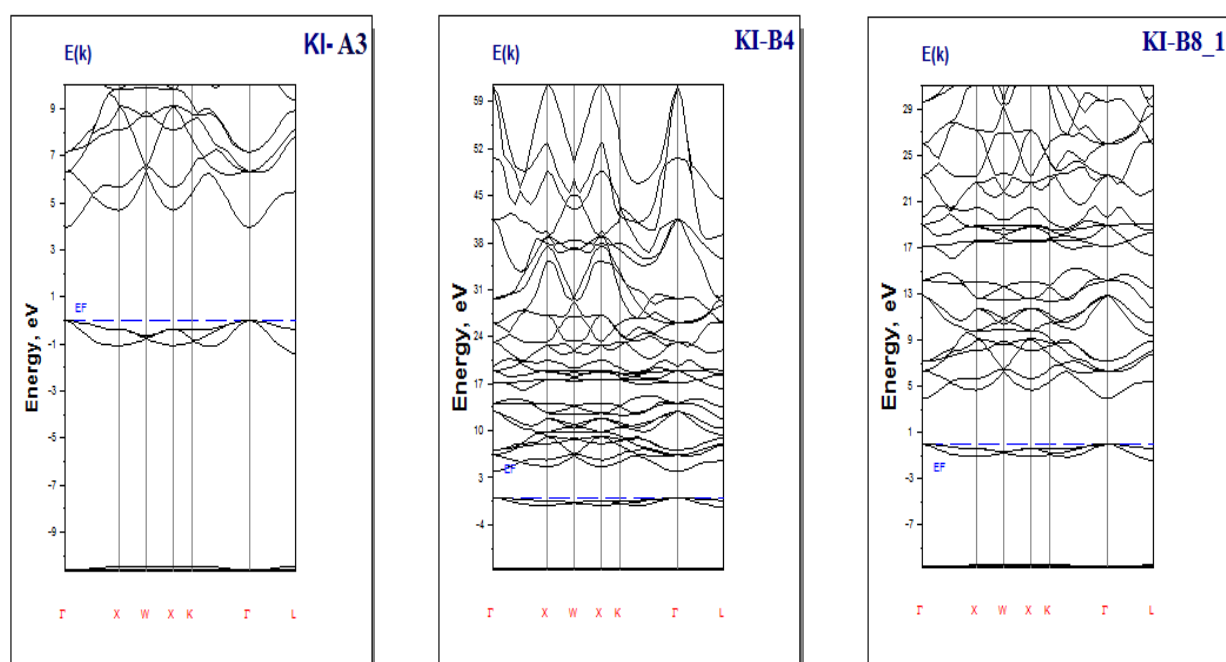 KI- A3
E(k)
9
7
5
3
1
-1
-3
-5
-7
-9
Energy, eV
EF
Γ X W X K Γ L
KI-B4
E(k)
59
52
45
38
31
24
17
10
3
-4
Energy, eV
EF
Γ X W X K Γ L
KI-B8_1
E(k)
29
25
21
17
13
9
5
1
-3
-7
Energy, eV
EF
Γ X W X K Γ L